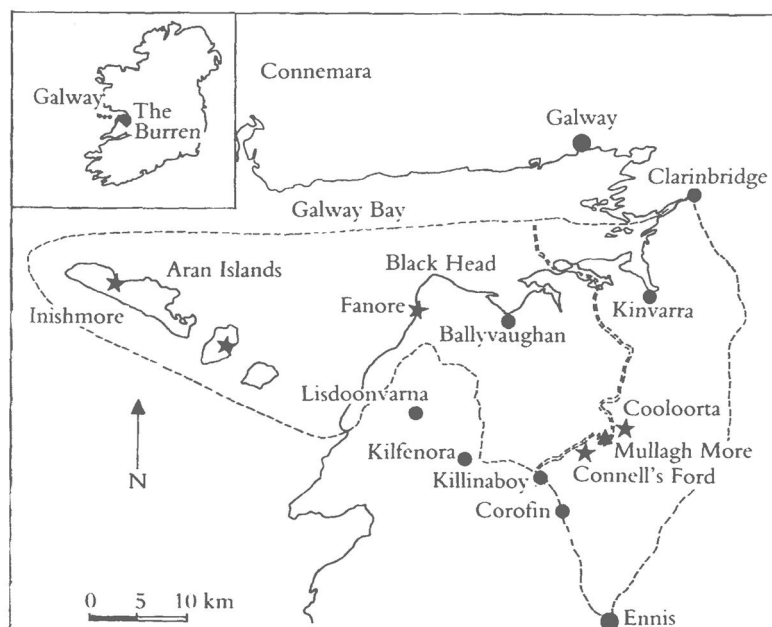 Galway
The
Burren
Connemara
Galway
Clarinbridge
Galway Bay
Aran Islands
Black Head
Inishmore
Fanore
Kinvarra
Ballyvaughan
Lisdoonvarna
Cooloorta
Kilfenora
Mullagh More
Killinaboy
Connell's Ford
N
Corofin
0 5 10 km
Ennis